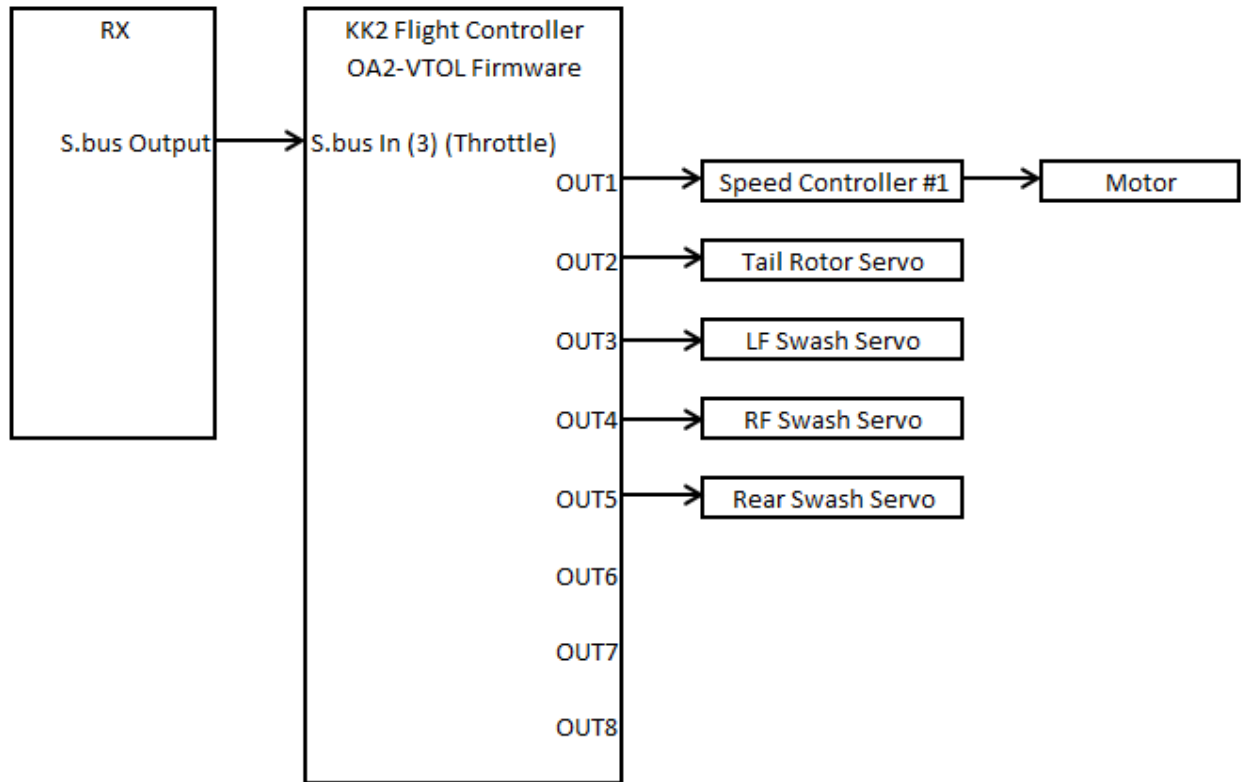 RX
S.bus Output
KK2 Flight Controller
OA2-VTOL Firmware
S.bus In (3) (Throttle)
OUT1
Speed Controller #1
Motor
OUT2
Tail Rotor Servo
OUT3
LF Swash Servo
OUT4
RF Swash Servo
OUT5
Rear Swash Servo
OUT6
OUT7
OUT8